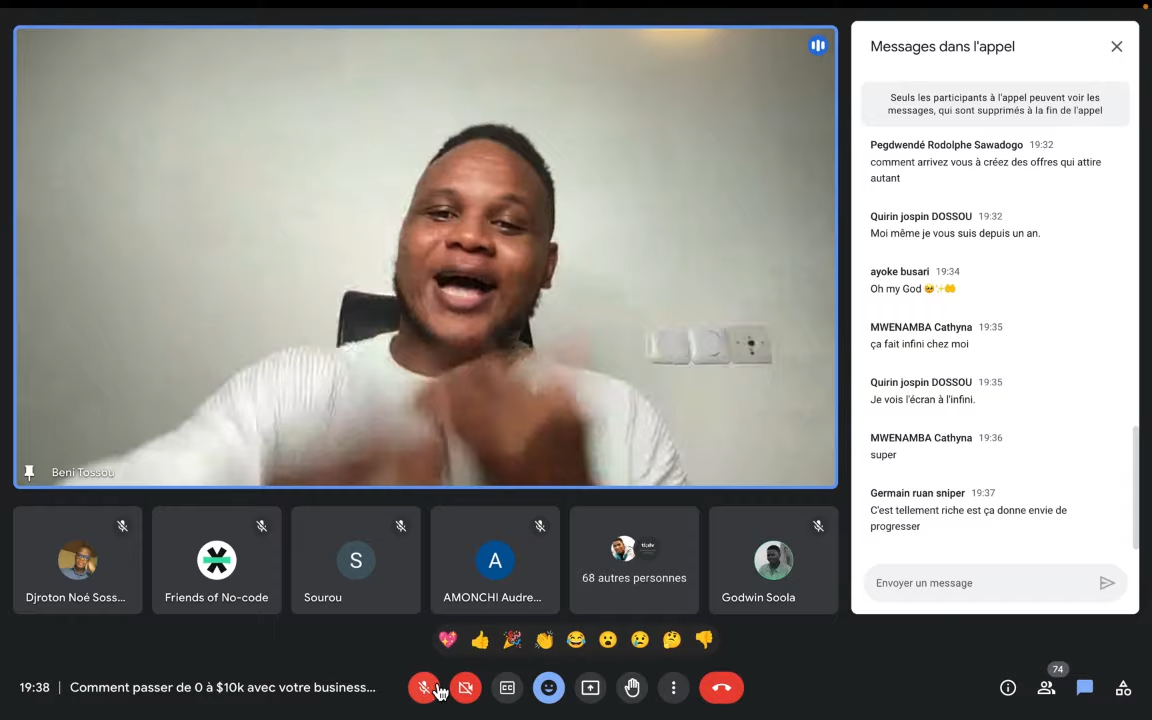 Messages dans l'appel
Seuls les participants à l'appel peuvent voir les
messages, qui sont supprimés à la fin de l'appel
Pegdwendé Rodolphe Sawadogo 19:32
comment arrivez vous à créez des offres qui attire
autant
Quirin jospin DOSSOU 19:32
Moi même je vous suis depuis un an.
ayoke busari 19:34
Oh my God 🥹✨🤲
MWENAMBA Cathyna 19:35
ça fait infini chez moi
Quirin jospin DOSSOU 19:35
Je vois l'écran à l'infini.
MWENAMBA Cathyna 19:36
super
Germain ruan sniper 19:37
C'est tellement riche est ça donne envie de
progresser
Envoyer un message
Beni Tossou
Djroton Noé Soss...
Friends of No-code
S
Sourou
A
AMONCHI Audre...
68 autres personnes
Godwin Soola
19:38 | Comment passer de 0 à $10k avec votre business...
74